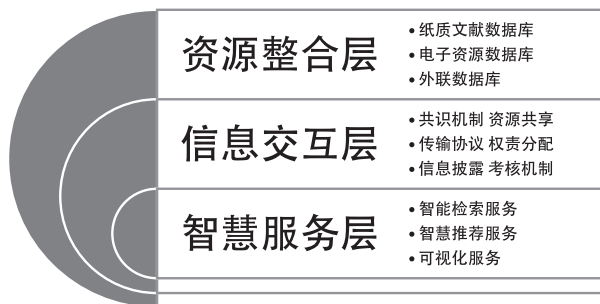 资源整合层
• 纸质文献数据库
• 电子资源数据库
• 外联数据库
信息交互层
• 共识机制 资源共享
• 传输协议 权责分配
• 信息披露 考核机制
智慧服务层
• 智能检索服务
• 智慧推荐服务
• 可视化服务